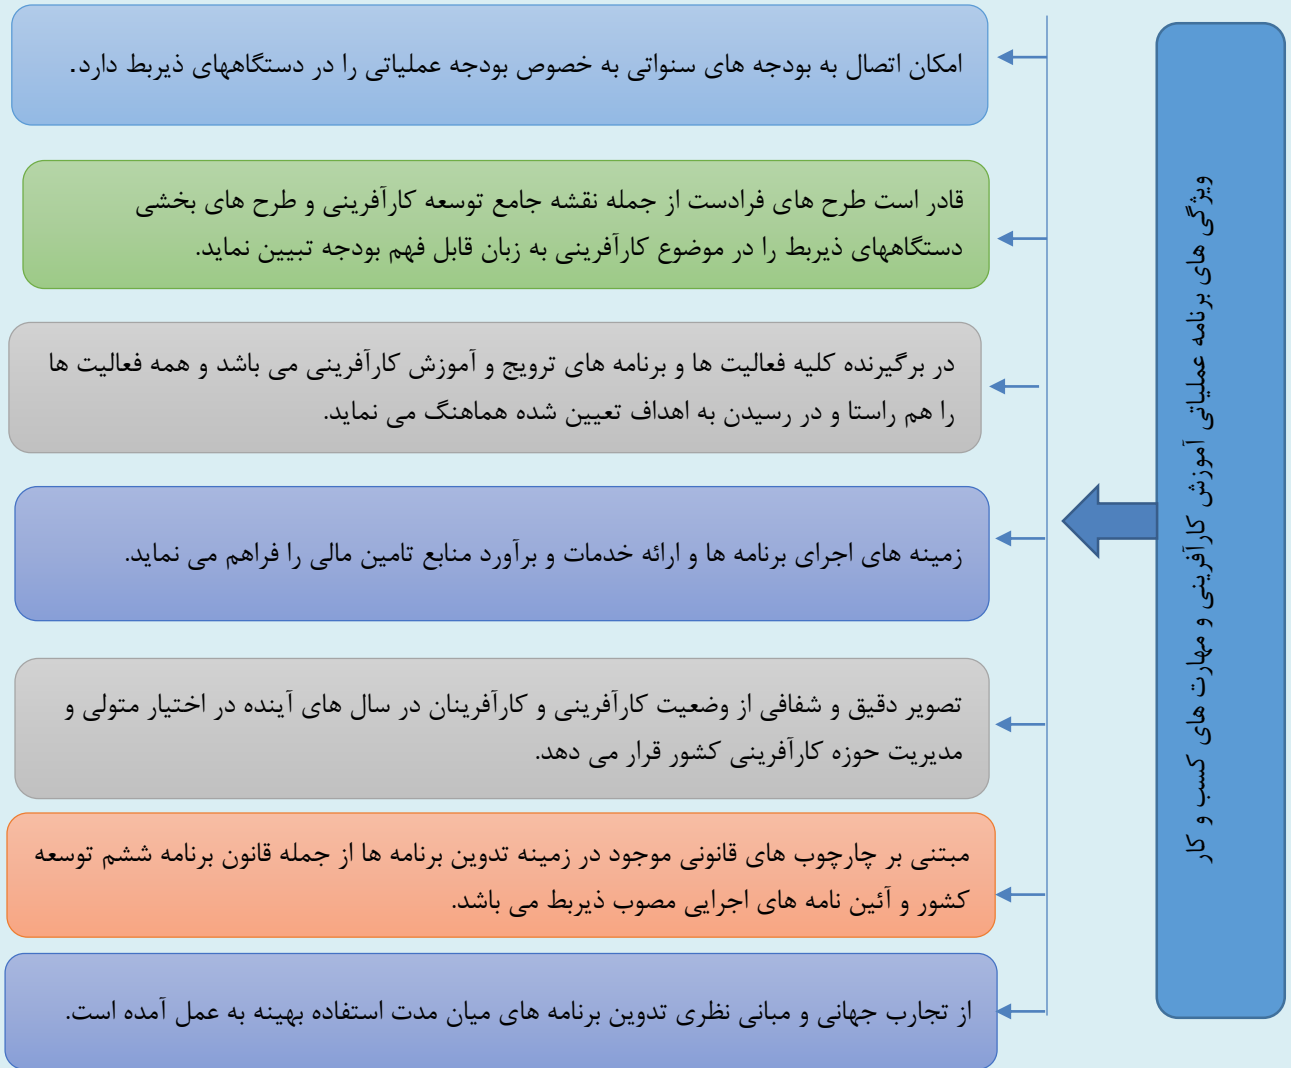 ویژگی های برنامه عملیاتی آموزش کارآفرینی و مهارت های کسب و کار
امکان اتصال به بودجه های سنواتی به خصوص بودجه عملیاتی را در دستگاههای ذیربط دارد.
قادر است طرح های فرادست از جمله نقشه جامع توسعه کارآفرینی و طرح های بخشی
دستگاههای ذیربط را در موضوع کارآفرینی به زبان قابل فهم بودجه تبیین نماید.
در برگیرنده کلیه فعالیت ها و برنامه های ترویج و آموزش کارآفرینی می باشد و همه فعالیت ها
را هم راستا و در رسیدن به اهداف تعیین شده هماهنگ می نماید.
زمینه های اجرای برنامه ها و ارائه خدمات و برآورد منابع تامین مالی را فراهم می نماید.
تصویر دقیق و شفافی از وضعیت کارآفرینی و کارآفرینان در سال های آینده در اختیار متولی و
مدیریت حوزه کارآفرینی کشور قرار می دهد.
مبتنی بر چارچوب های قانونی موجود در زمینه تدوین برنامه ها از جمله قانون برنامه ششم توسعه
کشور و آئین نامه های اجرایی مصوب ذیربط می باشد.
از تجارب جهانی و مبانی نظری تدوین برنامه های میان مدت استفاده بهینه به عمل آمده است.